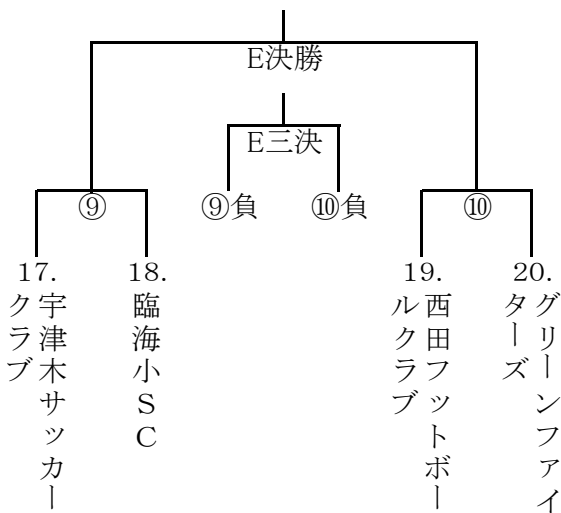 E決勝
E三決
⑨
⑨負
⑩負
⑩
17.
宇津木サッカー
クラブ
18.
臨海小SC
19.
西田フットボー
ルクラブ
20.
グリーンファイ
ターズ